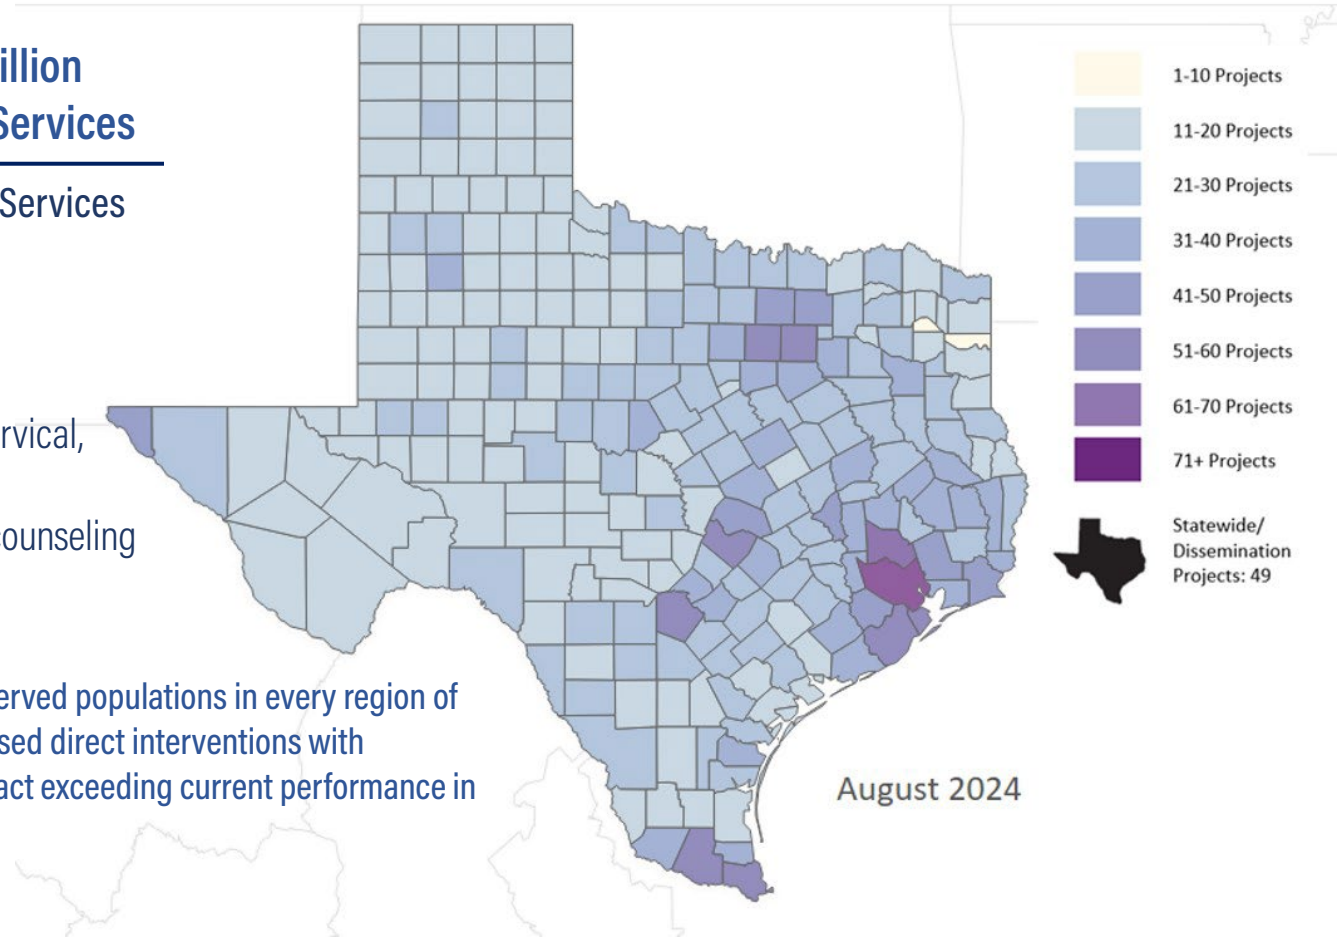 illion
Services
Services
rvical,
counseling
erved populations in every region of
sed direct interventions with
act exceeding current performance in
1-10 Projects
11-20 Projects
21-30 Projects
31-40 Projects
41-50 Projects
51-60 Projects
61-70 Projects
71+ Projects
Statewide/
Dissemination
Projects: 49
August 2024